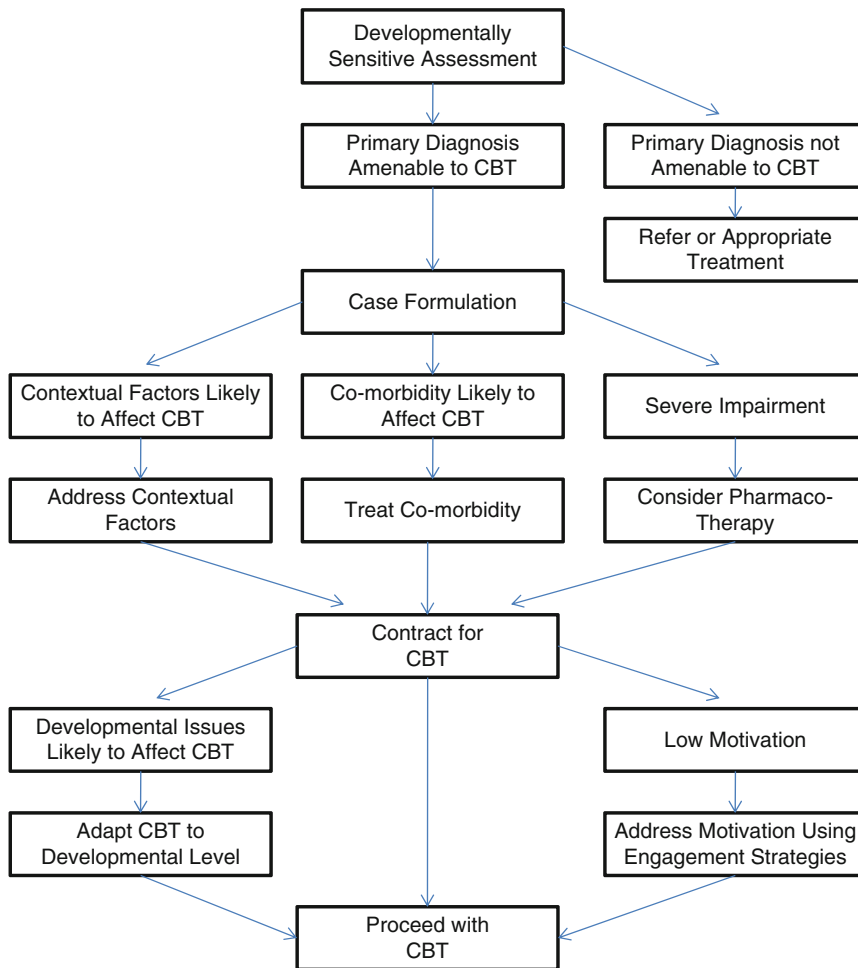 Developmentally
Sensitive Assessment
Primary Diagnosis
Amenable to CBT
Primary Diagnosis not
Amenable to CBT
Refer or Appropriate
Treatment
Case Formulation
Contextual Factors Likely
to Affect CBT
Co-morbidity Likely to
Affect CBT
Severe Impairment
Address Contextual
Factors
Treat Co-morbidity
Consider Pharmaco-
Therapy
Contract for
CBT
Developmental Issues
Likely to Affect CBT
Low Motivation
Adapt CBT to
Developmental Level
Address Motivation Using
Engagement Strategies
Proceed with
CBT